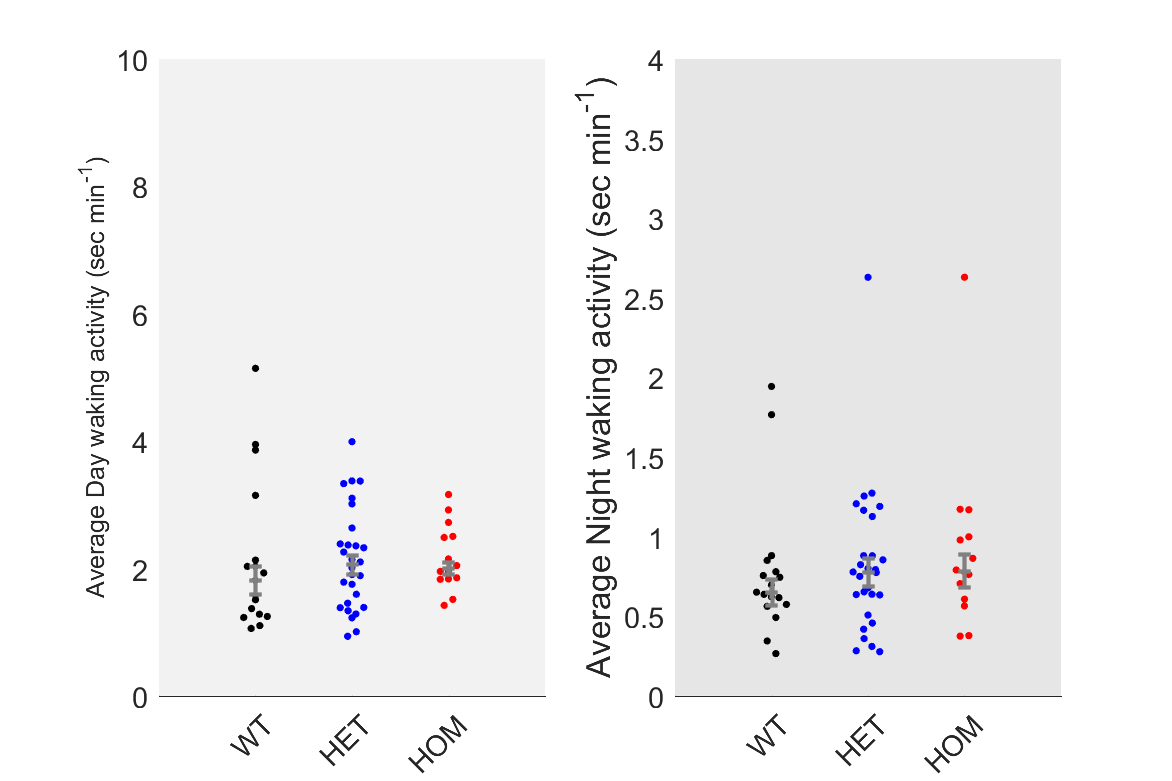 Average Day waking activity (sec min-1)
10
8
6
4
2
0
WT
HET
HOM
Average Night waking activity (sec min-1)
4
3.5
3
2.5
2
1.5
1
0.5
0
WT
HET
HOM